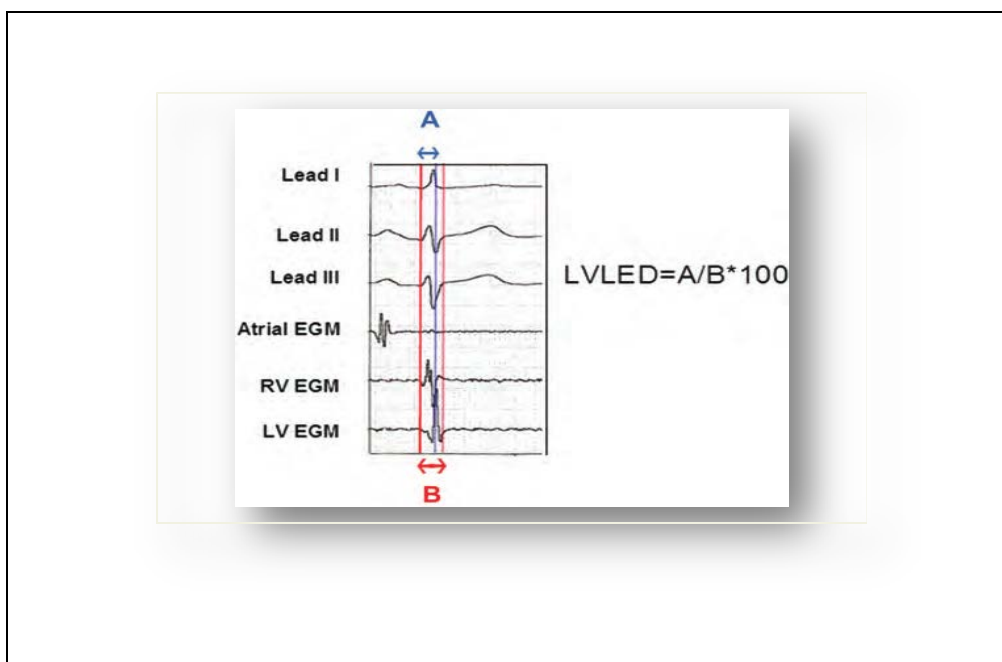 A
Lead I
Lead II
Lead III
LVLED=A/B*100
Atrial EGM
RV EGM
LV EGM
B